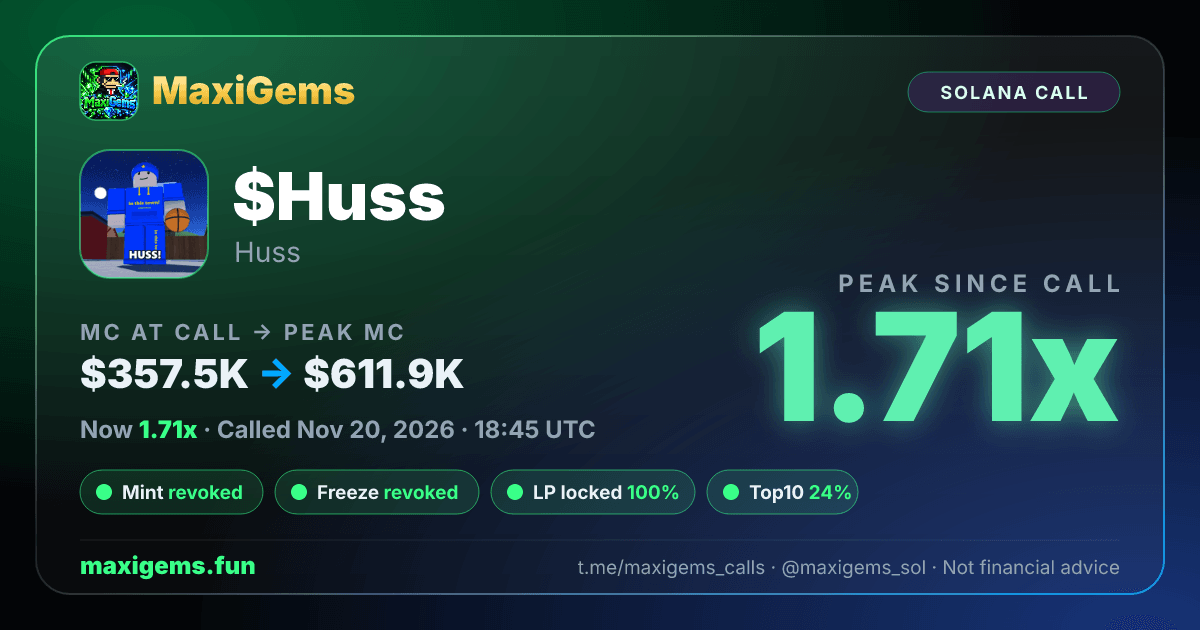 MaxiGems
MaxiGems
SOLANA CALL
HUSS!
$Huss
Huss
PEAK SINCE CALL
1.71x
MC AT CALL → PEAK MC
$357.5K → $611.9K
Now 1.71x · Called Nov 20, 2026 · 18:45 UTC
Mint revoked
Freeze revoked
LP locked 100%
Top10 24%
maxigems.fun
t.me/maxigems_calls · @maxigems_sol · Not financial advice